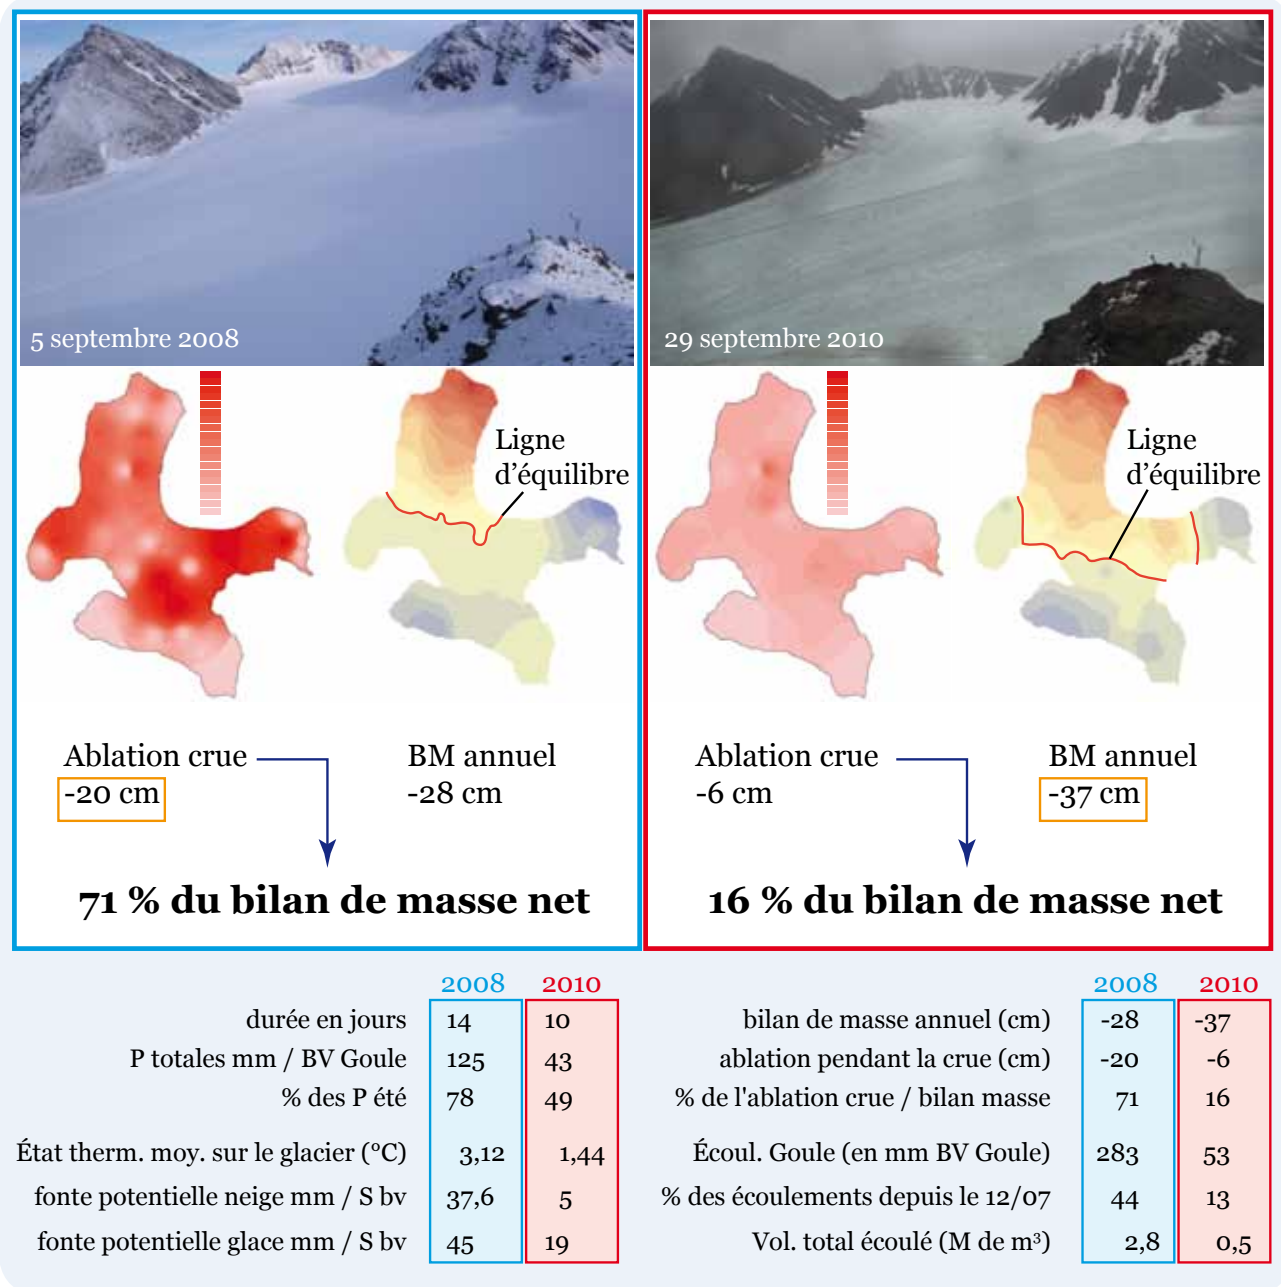 5 septembre 2008
Ligne
d'équilibre
Ablation crue
-20 cm
BM annuel
-28 cm
71 % du bilan de masse net
29 septembre 2010
Ligne
d'équilibre
Ablation crue
-6 cm
BM annuel
-37 cm
16 % du bilan de masse net
2008 2010
durée en jours 14 10
P totales mm / BV Goule 125 43
% des P été 78 49
État therm. moy. sur le glacier (°C) 3,12 1,44
fonte potentielle neige mm / S bv 37,6 5
fonte potentielle glace mm / S bv 45 19
2008 2010
bilan de masse annuel (cm) -28 -37
ablation pendant la crue (cm) -20 -6
% de l'ablation crue / bilan masse 71 16
Écoul. Goule (en mm BV Goule) 283 53
% des écoulements depuis le 12/07 44 13
Vol. total écoulé (M de m³) 2,8 0,5